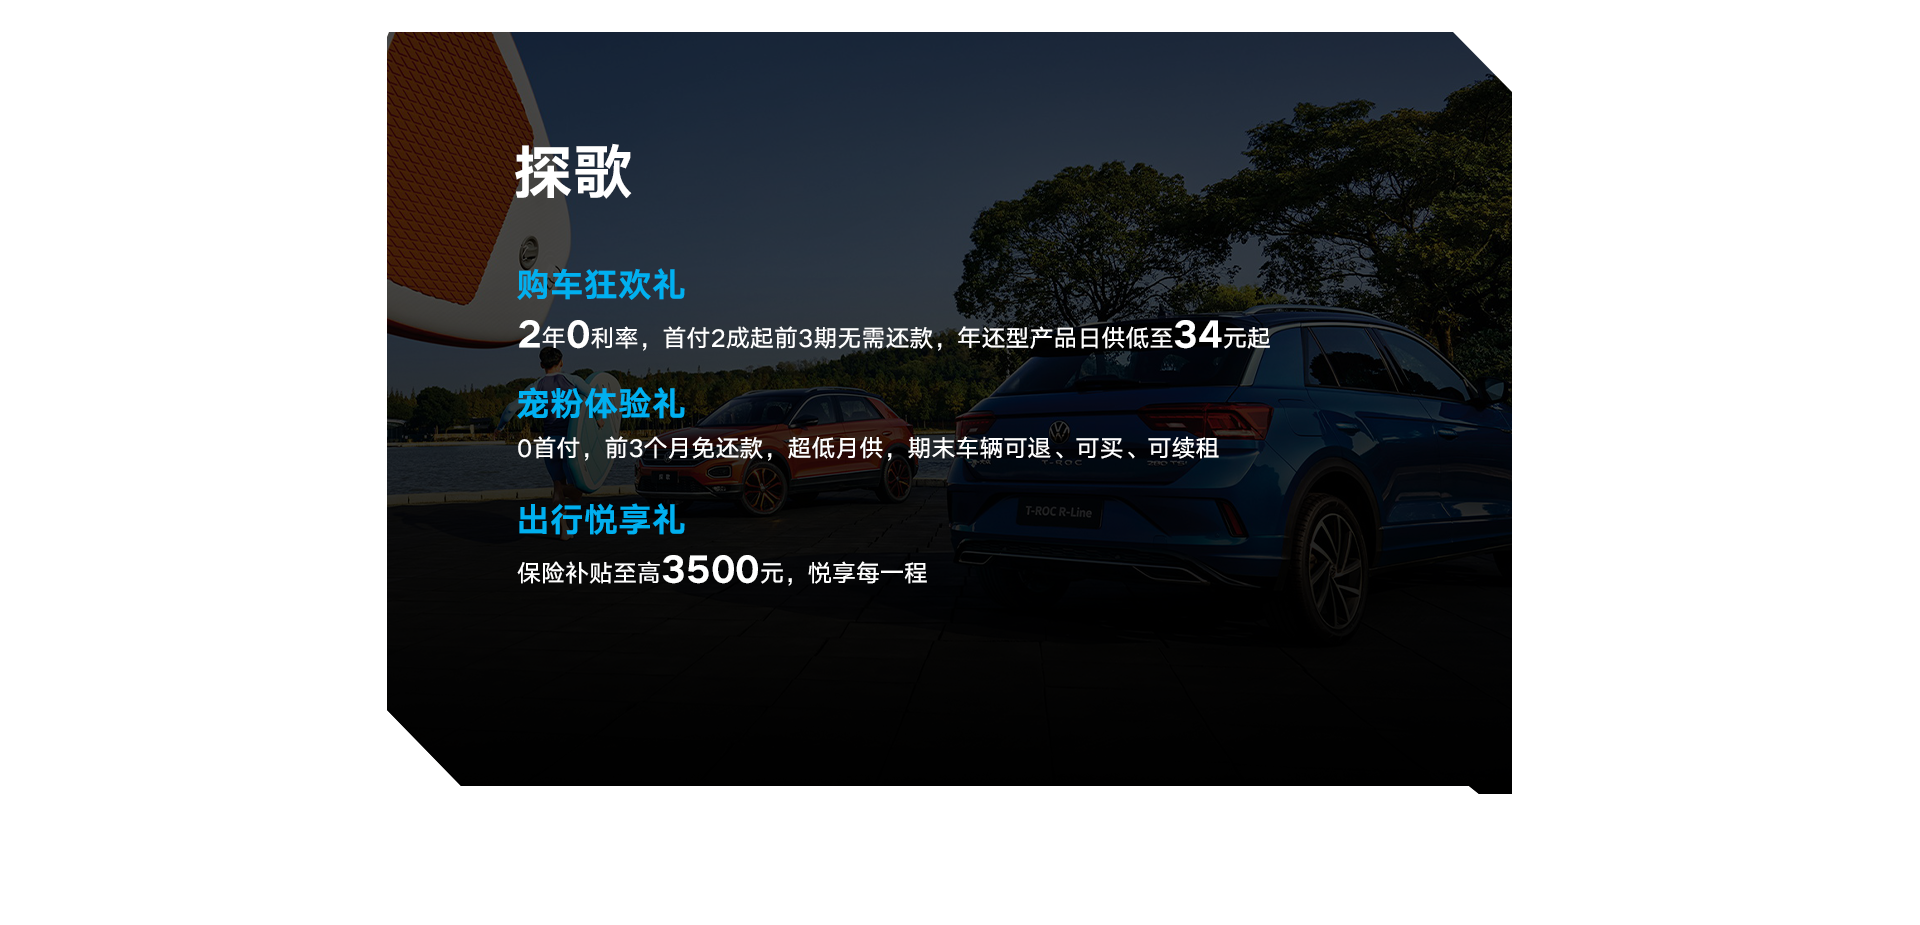 探歌
购车狂欢礼
2年0利率，首付2成起前3期无需还款，年还型产品日供低至34元起
宠粉体验礼
0首付，前3个月免还款，超低月供，期末车辆可退、可买、可续租
出行悦享礼
保险补贴至高3500元，悦享每一程
T-ROC
T-ROC R-Line